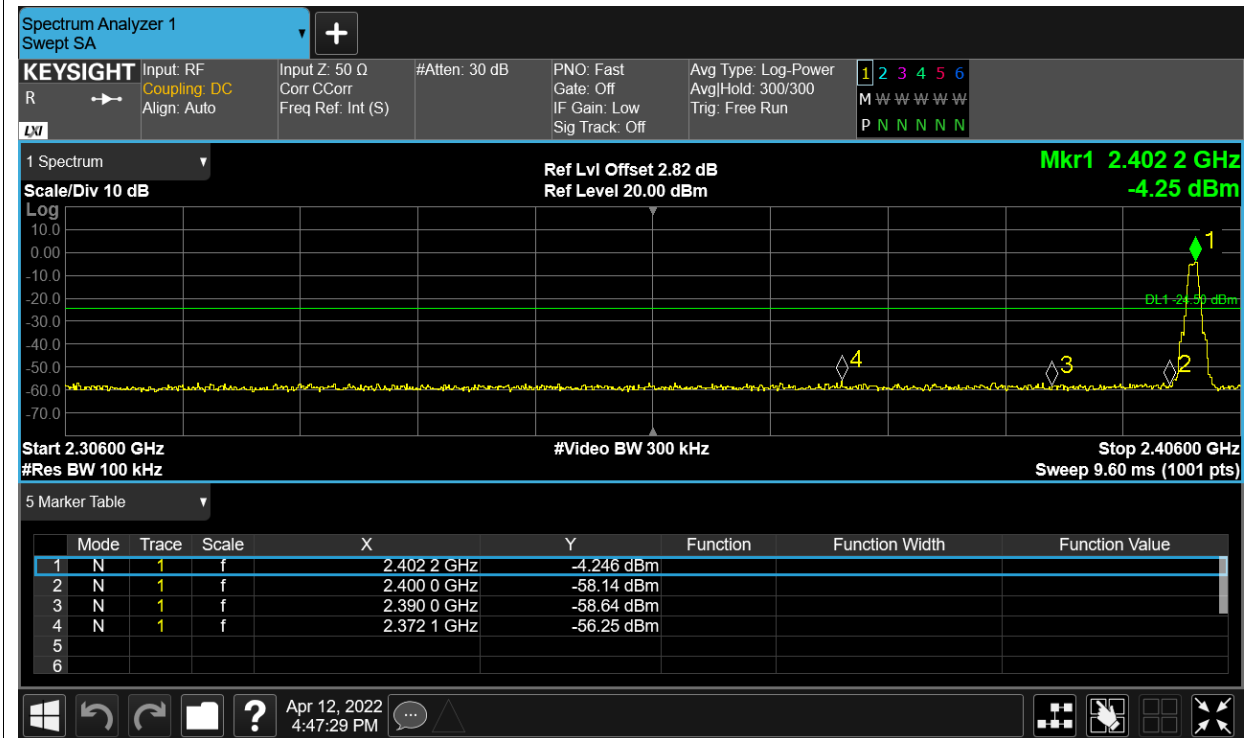 Spectrum Analyzer 1
Swept SA
KEYSIGHT
R
LXI
Input: RF
Coupling: DC
Align: Auto
Input Z: 50 Ω
Corr CCorr
Freq Ref: Int (S)
#Atten: 30 dB
PNO: Fast
Gate: Off
IF Gain: Low
Sig Track: Off
Avg Type: Log-Power
Avg|Hold: 300/300
Trig: Free Run
1 2 3 4 5 6
M W W W W W
P N N N N N
1 Spectrum
Scale/Div 10 dB
Ref Lvl Offset 2.82 dB
Ref Level 20.00 dBm
Mkr1 2.402 2 GHz
-4.25 dBm
Log
10.0
0.00
-10.0
-20.0
-30.0
-40.0
-50.0
-60.0
-70.0
1
DL1 -24.50 dBm
4
3
2
Start 2.30600 GHz
#Video BW 300 kHz
Stop 2.40600 GHz
#Res BW 100 kHz
Sweep 9.60 ms (1001 pts)
5 Marker Table
Mode Trace Scale X Y Function Function Width Function Value
1 N 1 f 2.402 2 GHz -4.246 dBm
2 N 1 f 2.400 0 GHz -58.14 dBm
3 N 1 f 2.390 0 GHz -58.64 dBm
4 N 1 f 2.372 1 GHz -56.25 dBm
5
6
?
Apr 12, 2022
4:47:29 PM